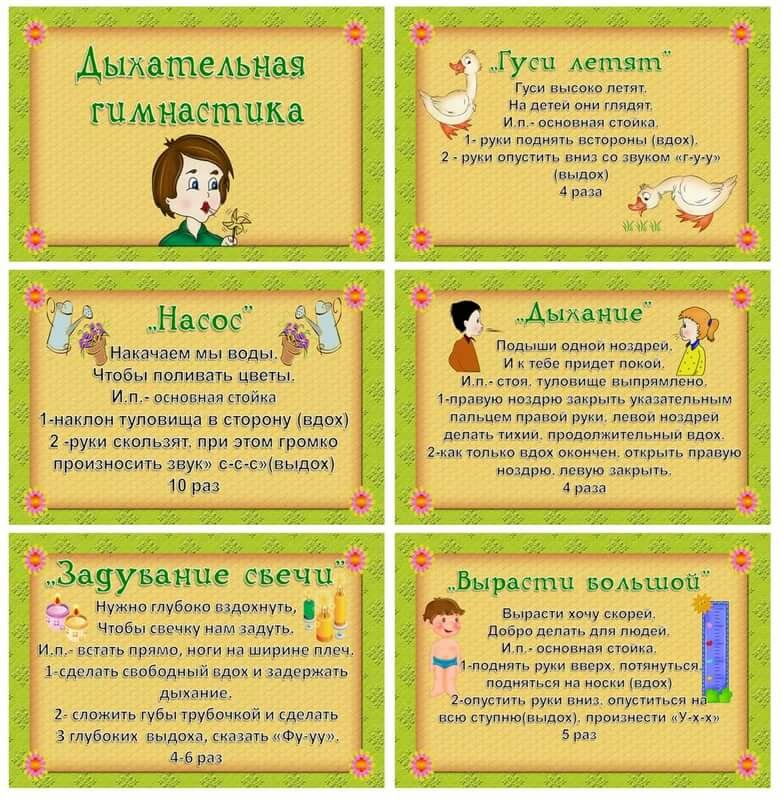 Дыхательная
гимнастика
„Гуси летят"
Гуси высоко летят.
На детей они глядят.
И.п.- основная стойка.
1- руки поднять встороны (вдох).
2 - руки опустить вниз со звуком «г-у-у»
(выдох)
4 раза
„Насос"
Накачаем мы воды.
Чтобы поливать цветы.
И.п.- основная стойка
1-наклон туловища в сторону (вдох)
2 -руки скользят. при этом громко
произносить звук» с-с-с»(выдох)
10 раз
„Дыхание"
Подыши одной ноздрей.
И к тебе придет покой.
И.п.- стоя. туловище выпрямлено.
1-правую ноздрю закрыть указательным
пальцем правой руки. левой ноздрей
делать тихий. продолжительный вдох.
2-как только вдох окончен. открыть правую
ноздрю. левую закрыть.
4 раза
„Задувание свечи"
Нужно глубоко вздохнуть,
Чтобы свечку нам задуть.
И.п.- встать прямо, ноги на ширине плеч.
1-сделать свободный вдох и задержать
дыхание.
2- сложить губы трубочкой и сделать
3 глубоких выдоха, сказать «Фу-уу».
4-6 раз
„Вырасти большой"
Вырасти хочу скорей.
Добро делать для людей.
И.п.- основная стойка.
1-поднять руки вверх. потянуться.
подняться на носки (вдох)
2-опустить руки вниз. опуститься на
всю ступню(выдох). произнести «У-х-х»
5 раз